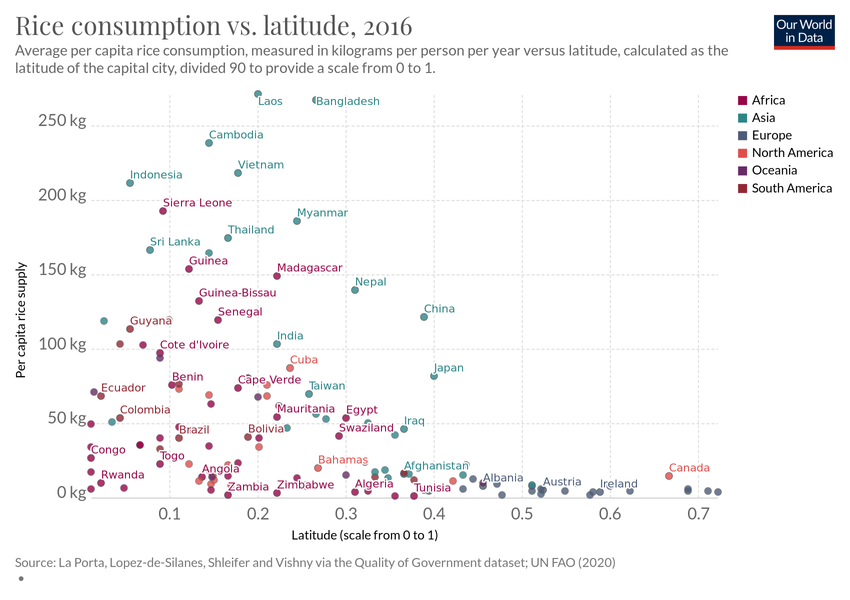 Rice consumption vs. latitude, 2016
Our World
in Data
Average per capita rice consumption, measured in kilograms per person per year versus latitude, calculated as the
latitude of the capital city, divided 90 to provide a scale from 0 to 1.
Laos
Bangladesh
Africa
Asia
Europe
North America
Oceania
South America
250 kg
Cambodia
Vietnam
Indonesia
200 kg
Sierra Leone
Myanmar
Thailand
Sri Lanka
Guinea
Madagascar
150 kg
Nepal
Guinea-Bissau
Senegal
China
Guyana
100 kg
Cote d'Ivoire
India
Cuba
Japan
Benin
Cape Verde
Taiwan
Ecuador
Colombia
Mauritania
Egypt
50 kg
Brazil
Bolivia
Swaziland
Iraq
Congo
Togo
Angola
Bahamas
Afghanistan
Canada
Rwanda
Zambia
Zimbabwe
Algeria
Tunisia
Albania
Austria
Ireland
0 kg
0.1
0.2
0.3
0.4
0.5
0.6
0.7
Per capita rice supply
Latitude (scale from 0 to 1)
Source: La Porta, Lopez-de-Silanes, Shleifer and Vishny via the Quality of Government dataset; UN FAO (2020)